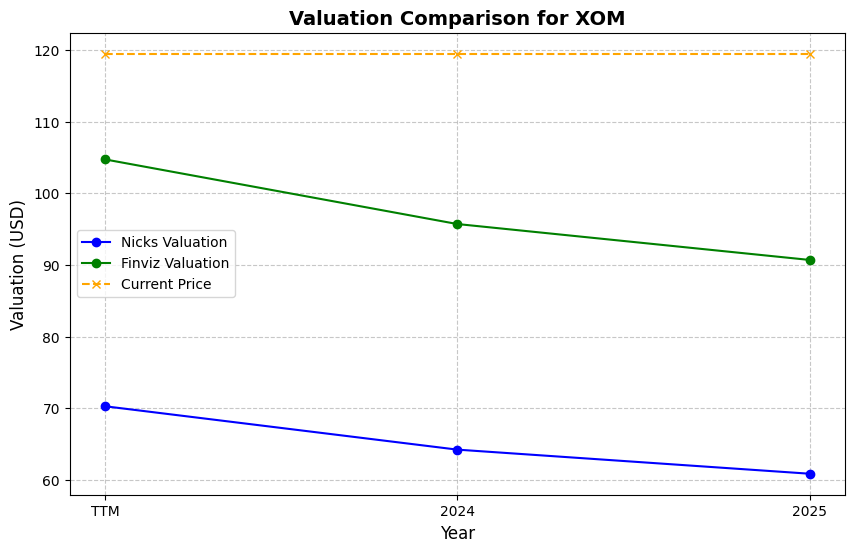 Valuation Comparison for XOM
Valuation (USD)
120
110
100
90
80
70
60
Nicks Valuation
Finviz Valuation
Current Price
TTM
2024
2025
Year